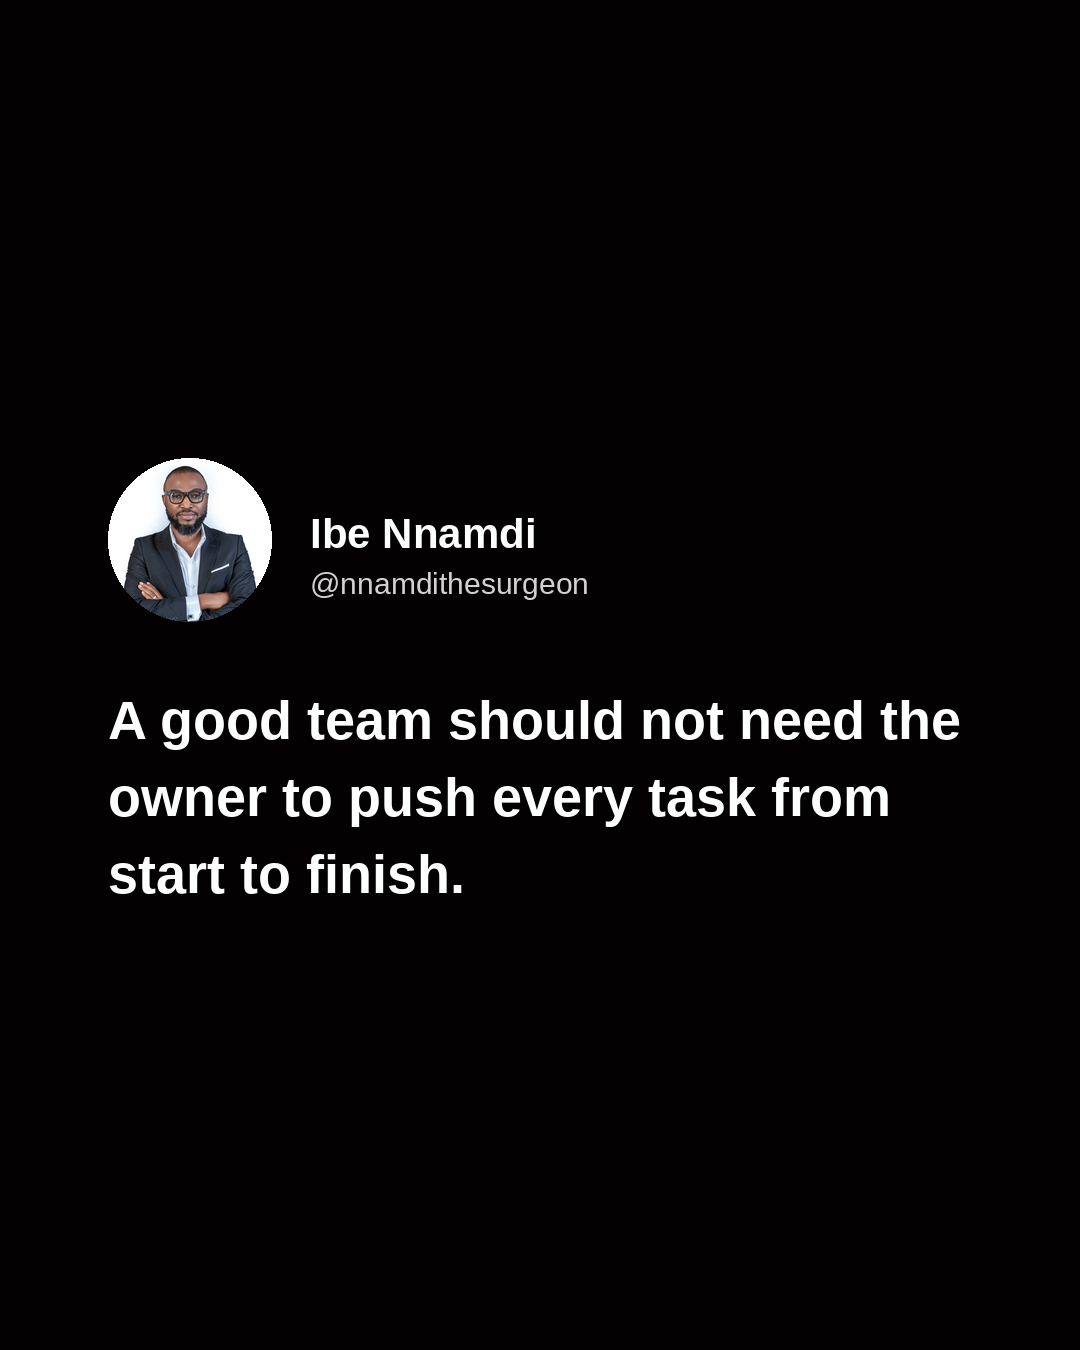 Ibe Nnamdi
@nnamdithesurgeon
A good team should not need the
owner to push every task from
start to finish.